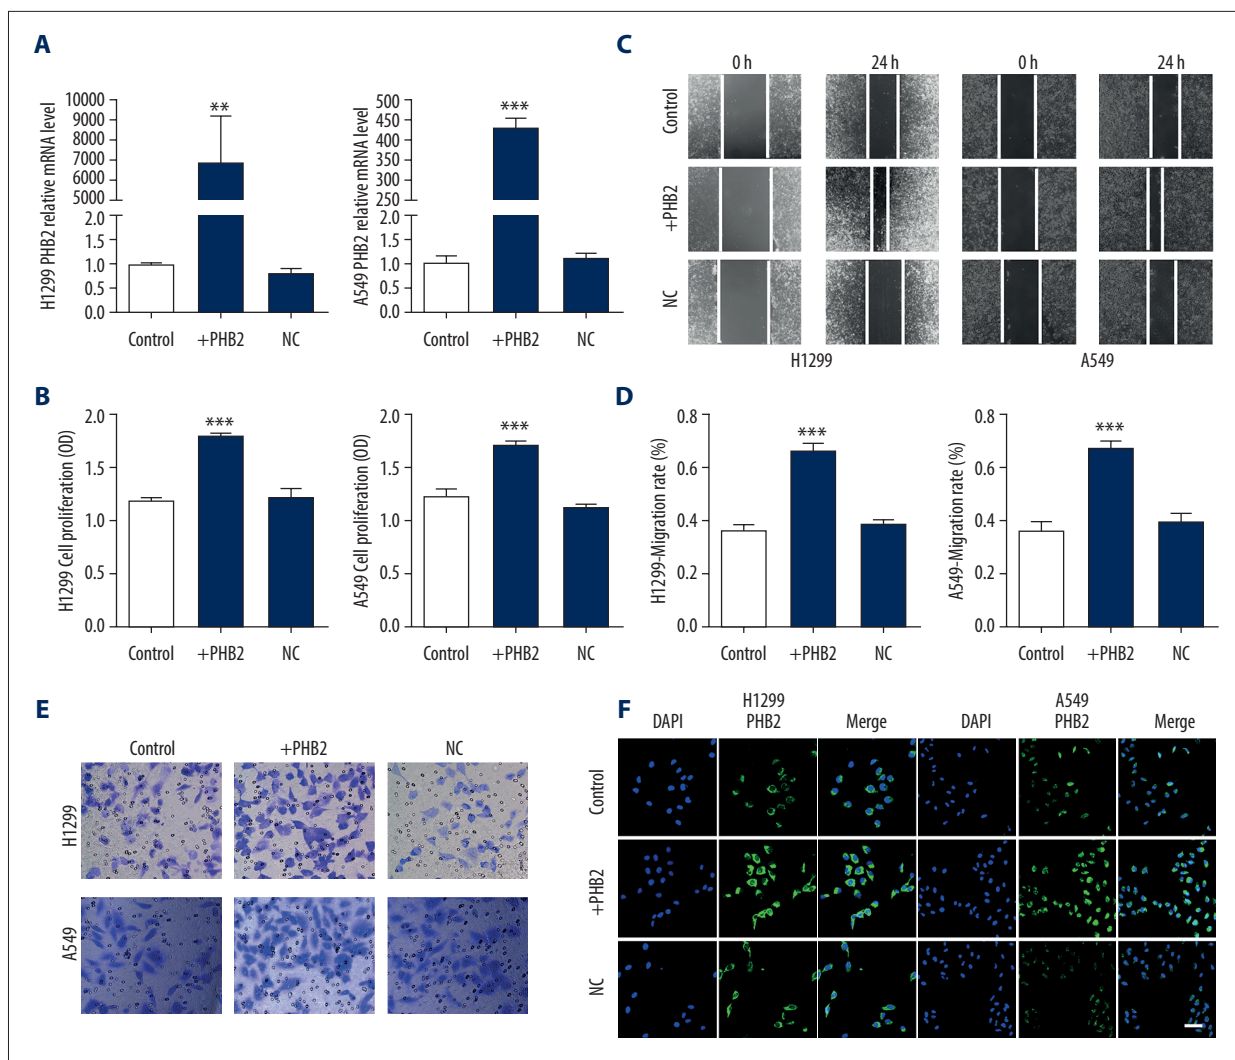 A
H1299 PHB2 relative mRNA level
10000
9000
8000
7000
6000
5000
2.0
1.5
1.0
0.5
0.0
**
Control +PHB2 NC
A549 PHB2 relative mRNA level
500
450
400
350
300
250
2.0
1.5
1.0
0.5
0.0
***
Control +PHB2 NC
B
H1299 Cell proliferation (OD)
2.0
1.5
1.0
0.5
0.0
***
Control +PHB2 NC
A549 Cell proliferation (OD)
2.0
1.5
1.0
0.5
0.0
***
Control +PHB2 NC
C
0 h 24 h 0 h 24 h
Control
+PHB2
NC
H1299 A549
D
H1299-Migration rate (%)
0.8
0.6
0.4
0.2
0.0
***
Control +PHB2 NC
A549-Migration rate (%)
0.8
0.6
0.4
0.2
0.0
***
Control +PHB2 NC
E
Control +PHB2 NC
H1299
A549
F
H1299 A549
DAPI PHB2 Merge DAPI PHB2 Merge
Control
+PHB2
NC